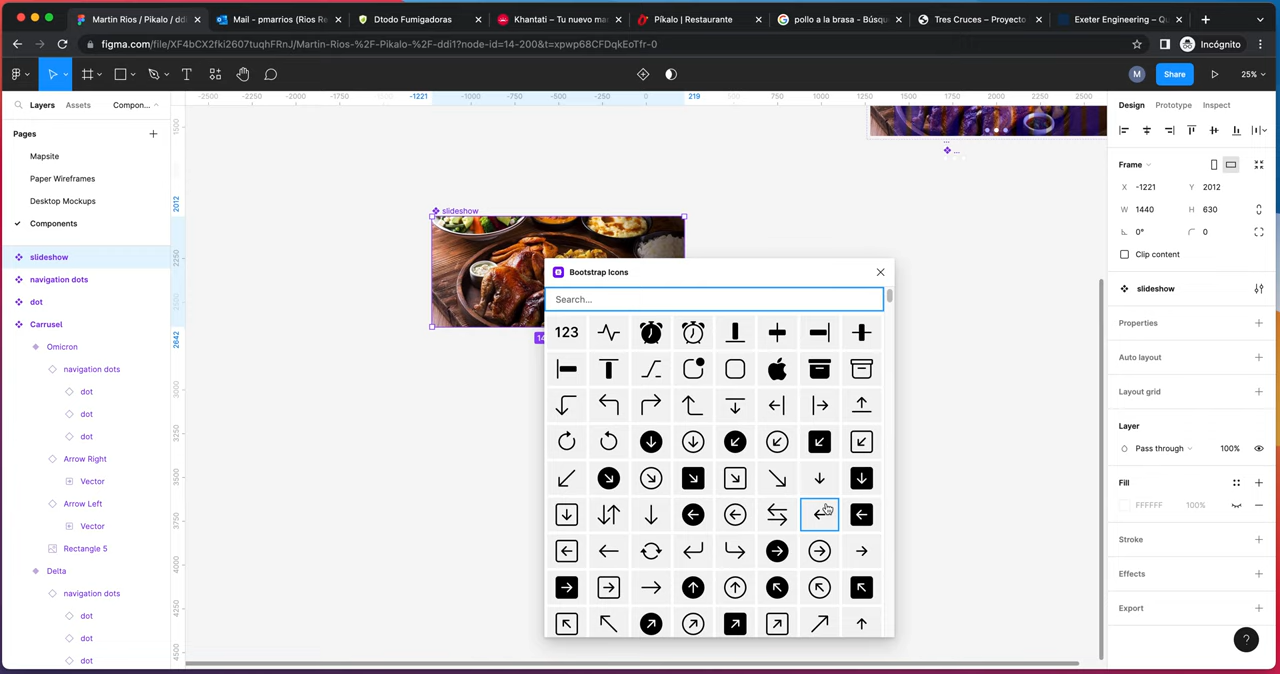 Martin Rios / Pikalo / ddi
Mail - pmarrios (Rios Re
Dtodo Fumigadoras
Khantati – Tu nuevo ma
Píkalo | Restaurante
pollo a la brasa - Búsqu
Tres Cruces – Proyecto
Exeter Engineering – Qu
figma.com/file/XF4bCX2fki2607tuqhFRnJ/Martin-Rios-%2F-Pikalo-%2F-ddi1?node-id=14-200&t=xpwp68CFDqkEoTfr-0
Incógnito
M
Share
25%
Layers
Assets
Compon...
-2500
-2250
-2000
-1750
-1221
-1000
-750
-500
-250
0
219
750
1000
1250
1500
1750
2000
2250
2500
Design
Prototype
Inspect
Pages
Mapsite
Paper Wireframes
Desktop Mockups
Components
slideshow
navigation dots
dot
Carrusel
Omicron
navigation dots
dot
dot
dot
Arrow Right
Vector
Arrow Left
Vector
Rectangle 5
Delta
navigation dots
dot
dot
dot
1500
1750
2012
2250
2642
3000
3250
3500
3750
4000
4250
4500
slideshow
...
...
14
Bootstrap Icons
Search...
123
Frame
X -1221
Y 2012
W 1440
H 630
0°
0
Clip content
slideshow
Properties
Auto layout
Layout grid
Layer
Pass through
100%
Fill
FFFFFF
100%
Stroke
Effects
Export
?